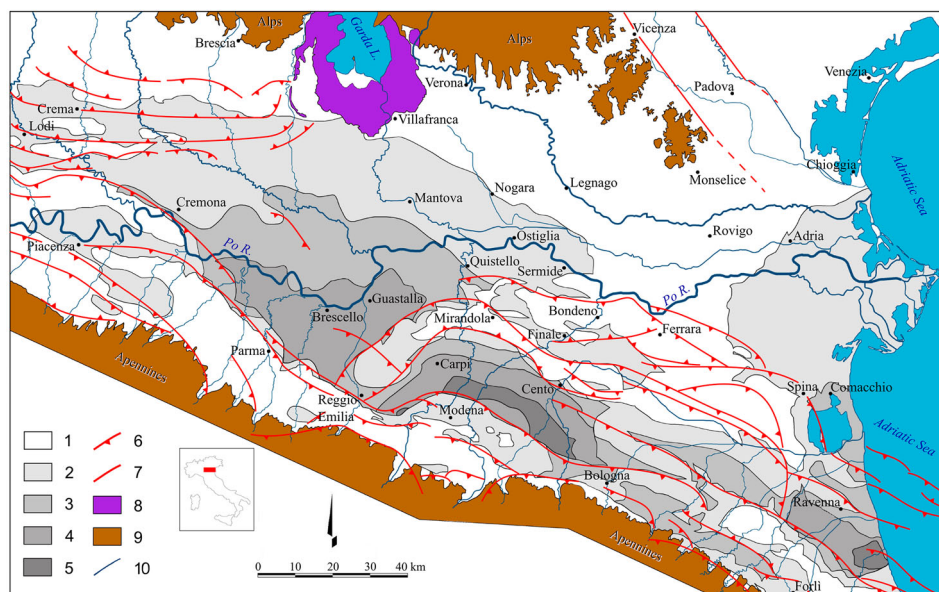 Alps
Brescia
Garda L.
Alps
Vicenza
Verona
Padova
Venezia
Crema
Lodi
Villafranca
Chioggia
Adriatic Sea
Monselice
Nogara
Legnago
Mantova
Cremona
Rovigo
Adria
Piacenza
Po R.
Ostiglia
Quistello
Sermide
Po R.
Guastalla
Brescello
Mirandola
Bondeno
Finale
Ferrara
Parma
Carpi
Cento
Spina
Comacchio
Apennines
Reggio
Emilia
Modena
Adriatic Sea
Bologna
Ravenna
Apennines
Forlì
1
2
3
4
5
6
7
8
9
10
0 10 20 30 40 km